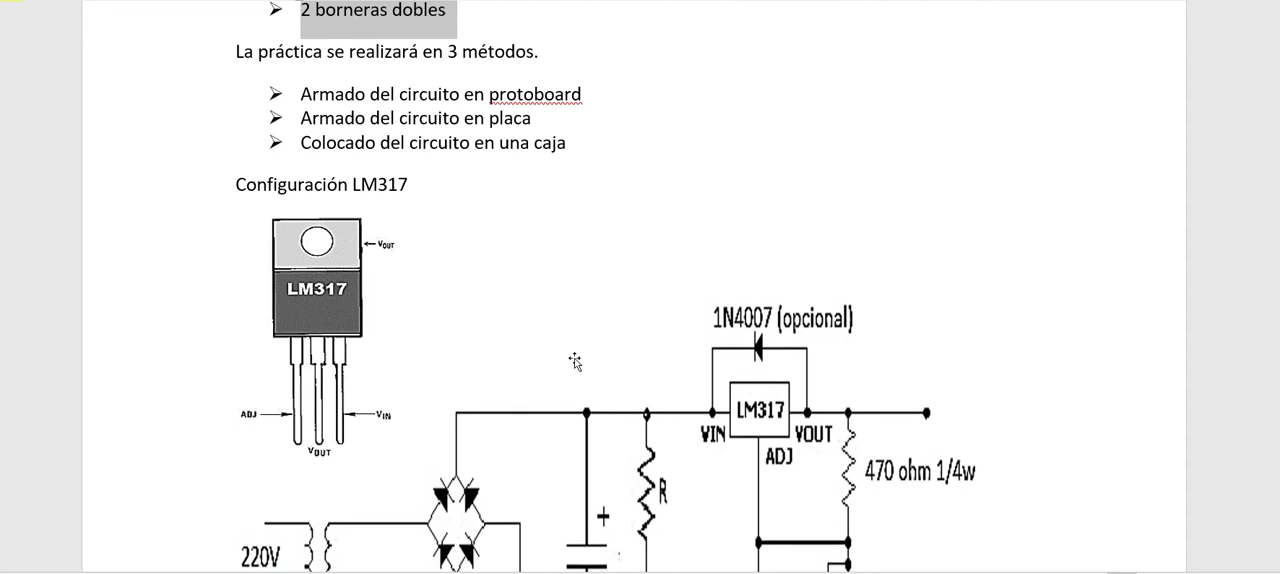 2 borneras dobles
La práctica se realizará en 3 métodos.
Armado del circuito en protoboard
Armado del circuito en placa
Colocado del circuito en una caja
Configuración LM317
VOUT
LM317
1N4007 (opcional)
ADJ
VIN
VOUT
LM317
VIN
VOUT
ADJ
470 ohm 1/4w
R
+
220V